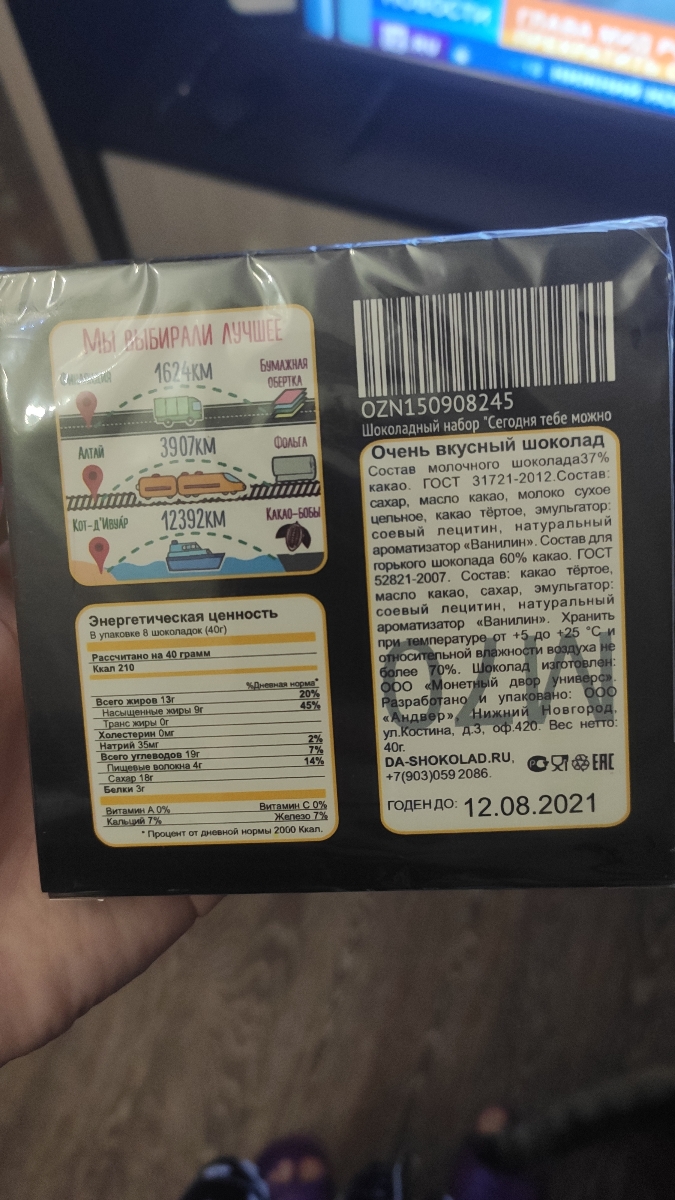 НОВОСТИ
ГЛАВА МИД Р
RU
МЫ ВЫБИРАЛИ ЛУЧШЕЕ
1624КМ
БУМАЖНАЯ
ОБЕРТКА
АЛТАЙ
3907КМ
ФОЛЬГА
КОТ-Д'ИВУАР
12392КМ
КАКАО-БОБЫ
Энергетическая ценность
В упаковке 8 шоколадок (40г)
Рассчитано на 40 грамм
Ккал 210
%Дневная норма*
Всего жиров 13г 20%
Насыщенные жиры 9г 45%
Транс жиры 0г
Холестерин 0мг
Натрий 35мг 2%
Всего углеводов 19г 7%
Пищевые волокна 4г 14%
Сахар 18г
Белки 3г
Витамин А 0% Витамин С 0%
Кальций 7% Железо 7%
* Процент от дневной нормы 2000 Ккал.
OZN150908245
Шоколадный набор "Сегодня тебе можно
Очень вкусный шоколад
Состав молочного шоколада37%
какао. ГОСТ 31721-2012.Состав:
сахар, масло какао, молоко сухое
цельное, какао тёртое, эмульгатор:
соевый лецитин, натуральный
ароматизатор «Ванилин». Состав для
горького шоколада 60% какао. ГОСТ
52821-2007. Состав: какао тёртое,
масло какао, сахар, эмульгатор:
соевый лецитин, натуральный
ароматизатор «Ванилин». Хранить
при температуре от +5 до +25 °С и
относительной влажности воздуха не
более 70%. Шоколад изготовлен:
ООО «Монетный двор универс».
Разработано и упаковано: ООО
«Андвер», Нижний Новгород,
ул.Костина, д.3, оф.420. Вес нетто:
40г.
DA-SHOKOLAD.RU,
+7(903)059 2086.
EAC
ГОДЕН ДО: 12.08.2021